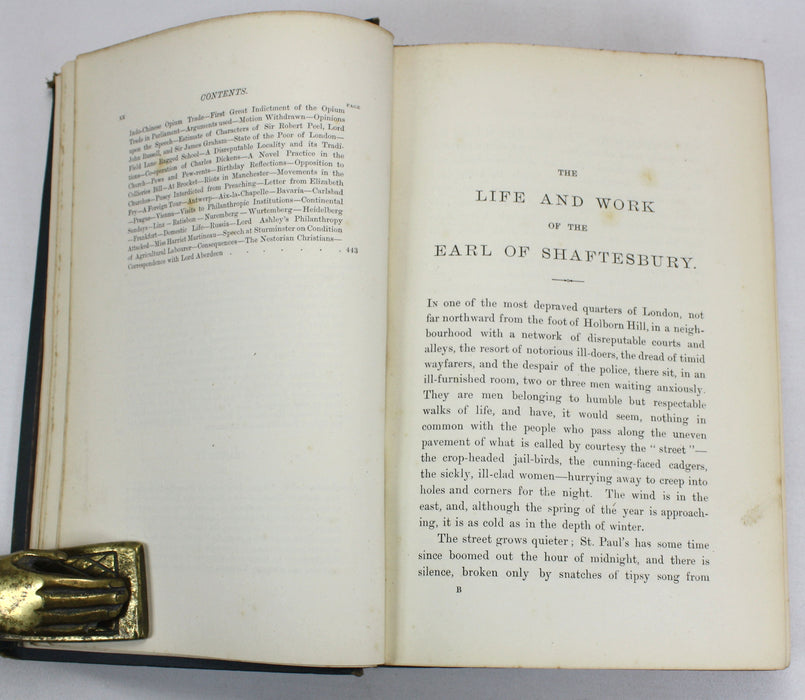 CONTENTS.
xx
PAGE
Indo-Chinese Opium Trade—First Great Indictment of the Opium
Trade in Parliament—Arguments used—Motion Withdrawn—Opinions
upon the Speech—Estimate of Characters of Sir Robert Peel, Lord
John Russell, and Sir James Graham—State of the Poor of London—
Field Lane Ragged School—A Disreputable Locality and its Tradi-
tions—Co-operation of Charles Dickens—A Novel Practice in the
Church—Pews and Pew-rents—Birthday Reflections—Opposition to
Collieries Bill—At Brocket—Riots in Manchester—Movements in the
Churches—Pusey Interdicted from Preaching—Letter from Elizabeth
Fry—A Foreign Tour—Antwerp—Aix-la-Chapelle—Bavaria—Carlsbad
—Prague—Vienna—Visits to Philanthropic Institutions—Continental
Sundays—Linz—Ratisbon—Nuremberg—Wurtemberg—Heidelberg
—Frankfort—Domestic Life—Russia—Lord Ashley's Philanthropy
Attacked—Miss Harriet Martineau—Speech at Sturminster on Condition
of Agricultural Labourer—Consequences—The Nestorian Christians—
Correspondence with Lord Aberdeen . . . . . . . 443
THE
LIFE AND WORK
OF THE
EARL OF SHAFTESBURY.
In one of the most depraved quarters of London, not
far northward from the foot of Holborn Hill, in a neigh-
bourhood with a network of disreputable courts and
alleys, the resort of notorious ill-doers, the dread of timid
wayfarers, and the despair of the police, there sit, in an
ill-furnished room, two or three men waiting anxiously.
They are men belonging to humble but respectable
walks of life, and have, it would seem, nothing in
common with the people who pass along the uneven
pavement of what is called by courtesy the "street"—
the crop-headed jail-birds, the cunning-faced cadgers,
the sickly, ill-clad women—hurrying away to creep into
holes and corners for the night. The wind is in the
east, and, although the spring of the year is approach-
ing, it is as cold as in the depth of winter.
The street grows quieter; St. Paul's has some time
since boomed out the hour of midnight, and there is
silence, broken only by snatches of tipsy song from
B